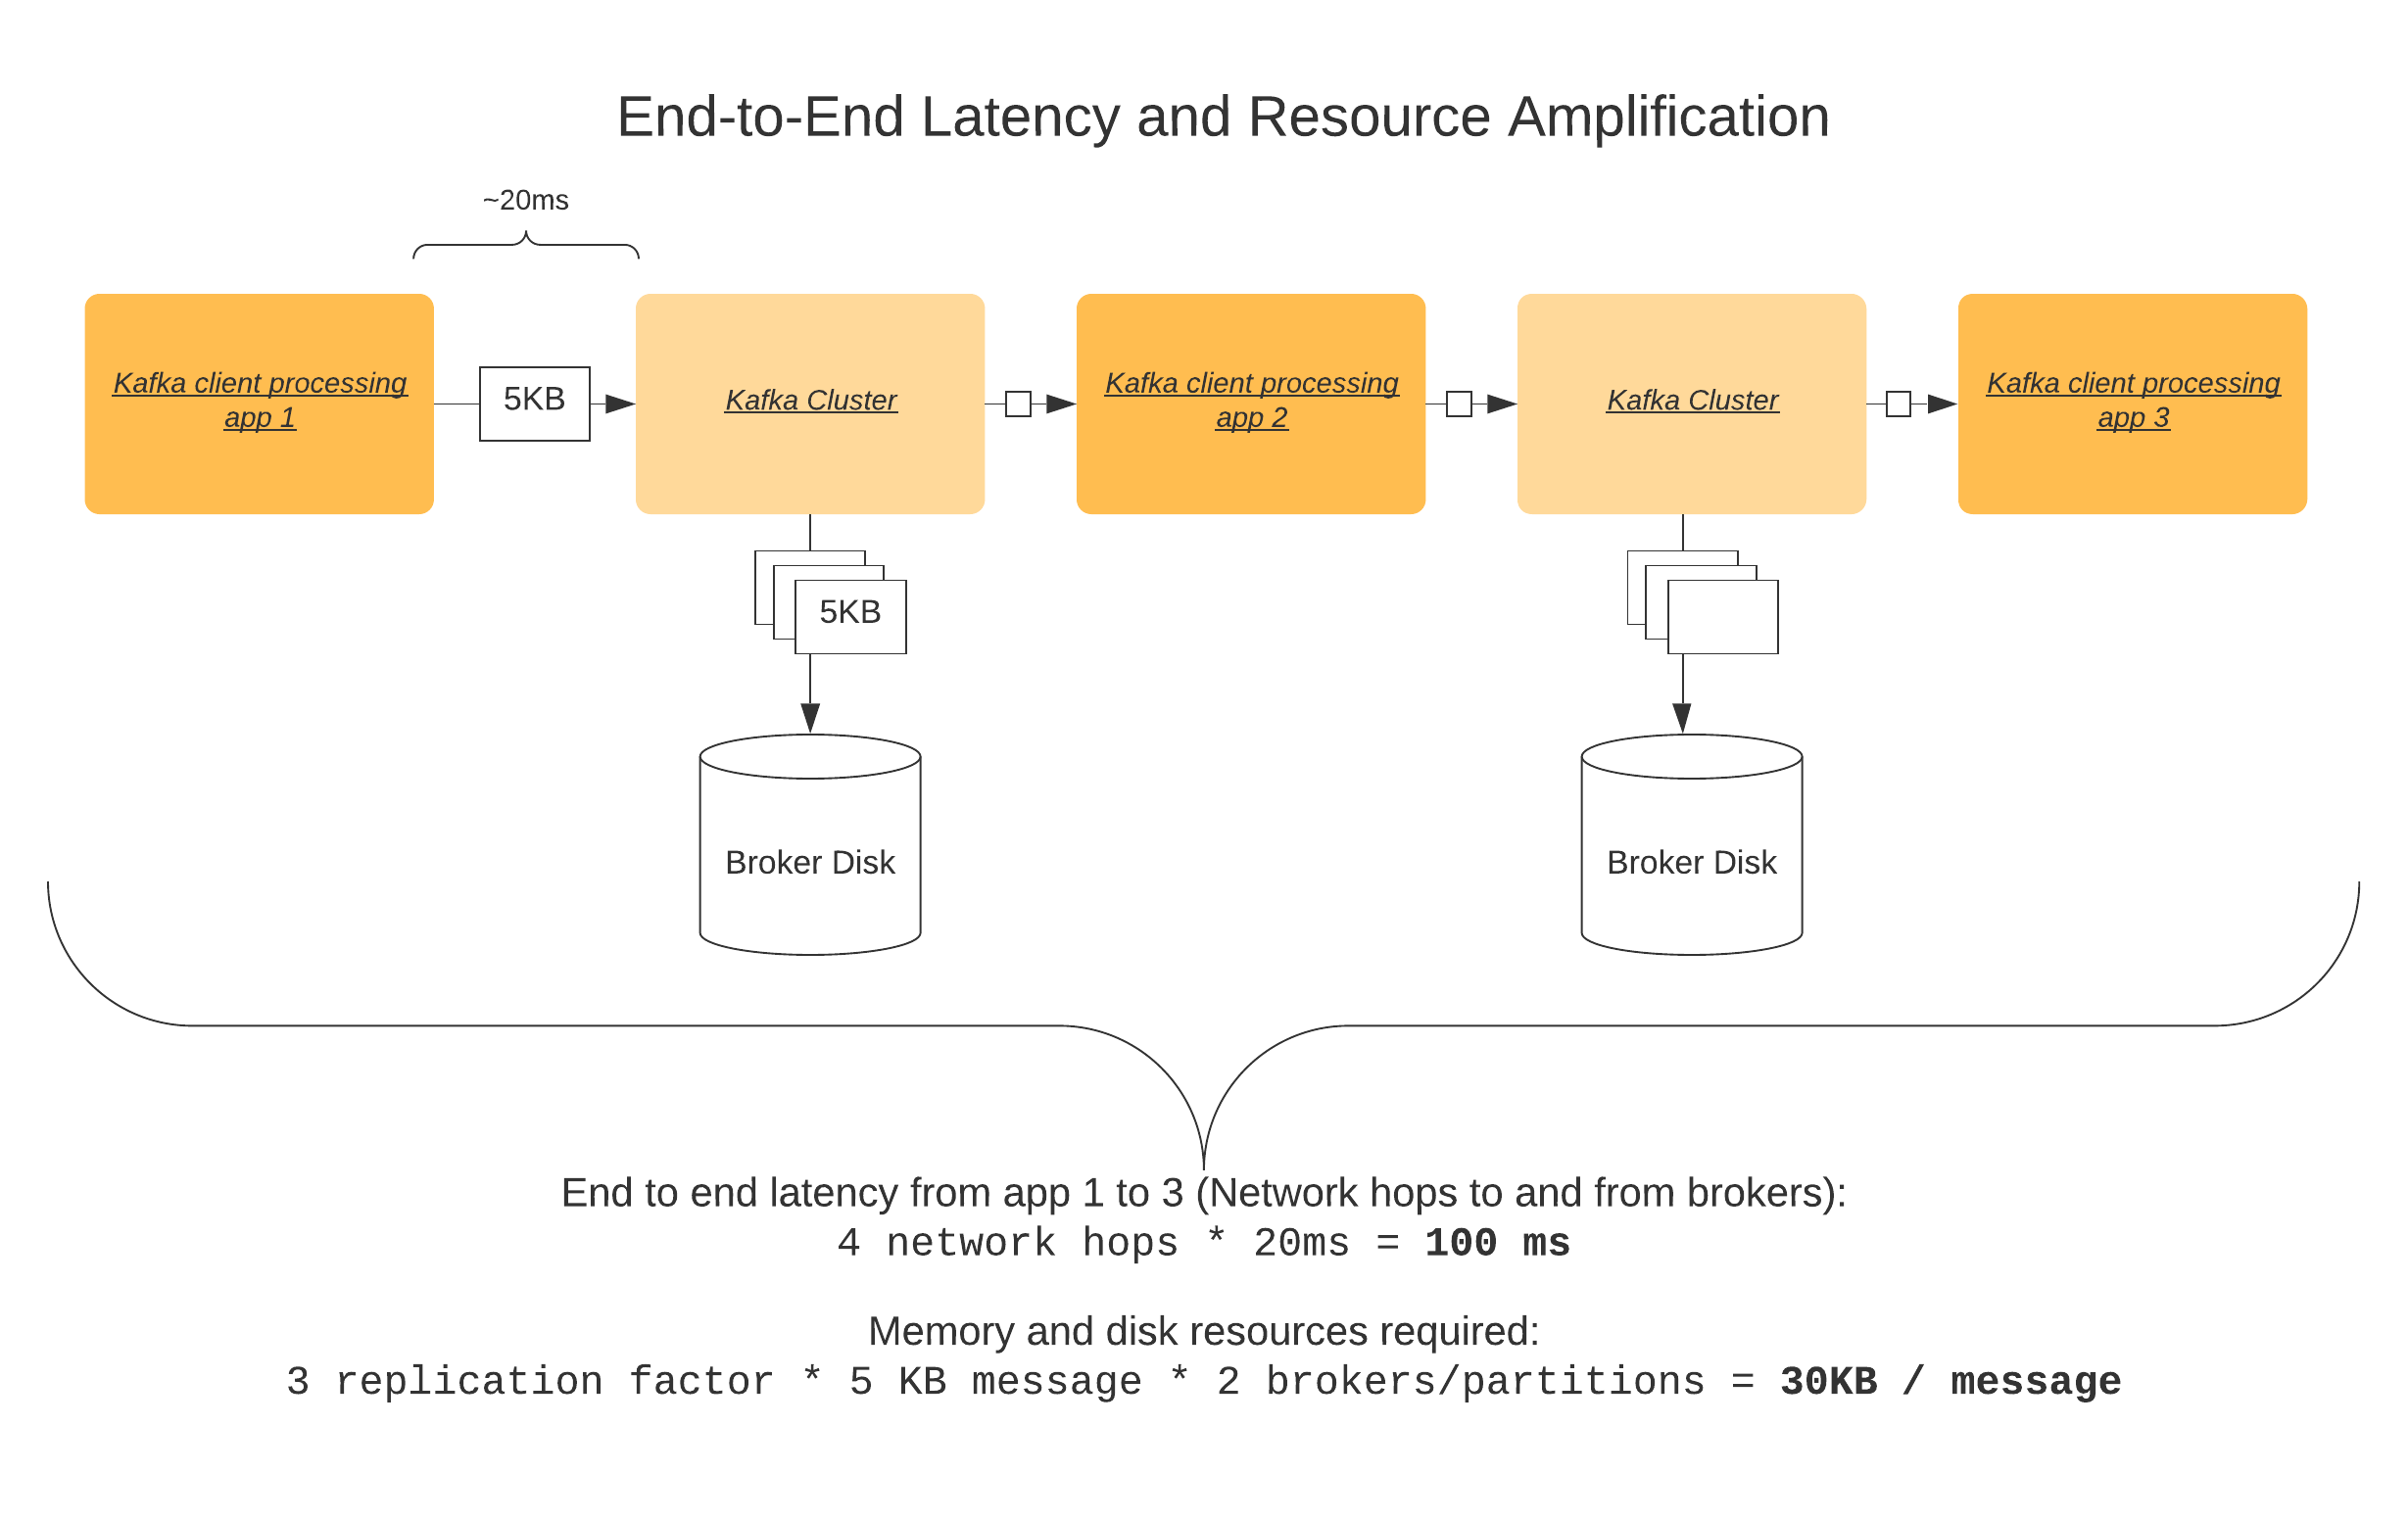 End-to-End Latency and Resource Amplification
~20ms
Kafka client processing
app 1
5KB
Kafka Cluster
Kafka client processing
app 2
Kafka Cluster
Kafka client processing
app 3
5KB
Broker Disk
Broker Disk
End to end latency from app 1 to 3 (Network hops to and from brokers):
4 network hops * 20ms = 100 ms
Memory and disk resources required:
3 replication factor * 5 KB message * 2 brokers/partitions = 30KB / message